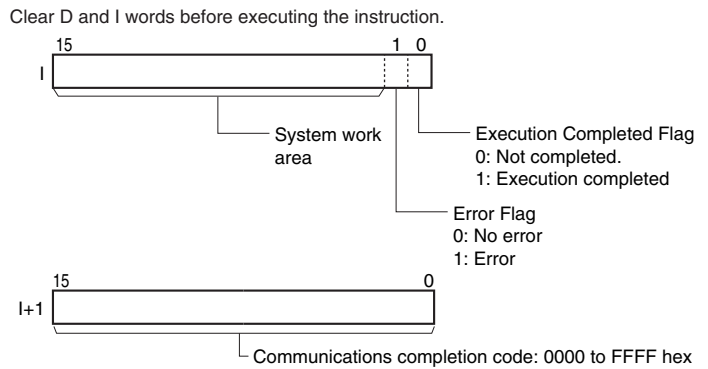 Clear D and I words before executing the instruction.
15 1 0
I
System work
area
Execution Completed Flag
0: Not completed.
1: Execution completed
Error Flag
0: No error
1: Error
15 0
I+1
Communications completion code: 0000 to FFFF hex